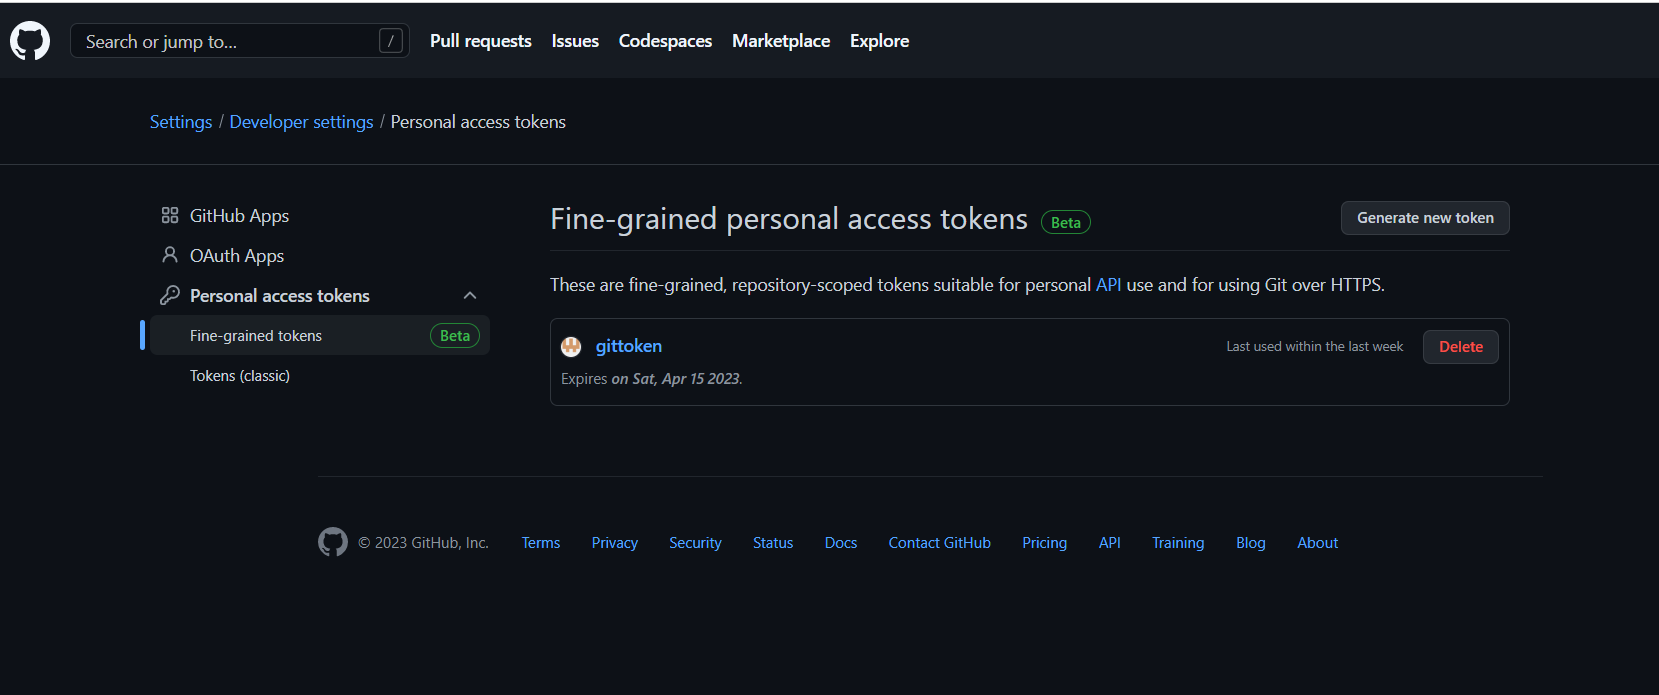 Search or jump to... /
Pull requests Issues Codespaces Marketplace Explore
Settings / Developer settings / Personal access tokens
GitHub Apps
OAuth Apps
Personal access tokens
Fine-grained tokens Beta
Tokens (classic)
Fine-grained personal access tokens Beta
Generate new token
These are fine-grained, repository-scoped tokens suitable for personal API use and for using Git over HTTPS.
gittoken
Last used within the last week
Delete
Expires on Sat, Apr 15 2023.
© 2023 GitHub, Inc. Terms Privacy Security Status Docs Contact GitHub Pricing API Training Blog About